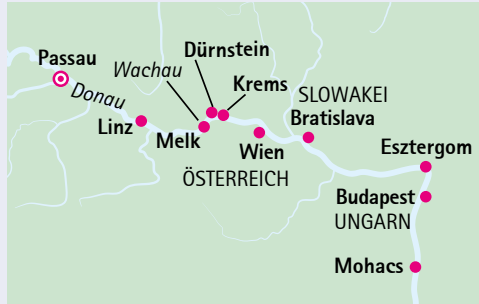 Dürnstein
Passau
Wachau
Krems
Donau
SLOWAKEI
Linz
Melk
Bratislava
Wien
Esztergom
ÖSTERREICH
Budapest
UNGARN
Mohacs